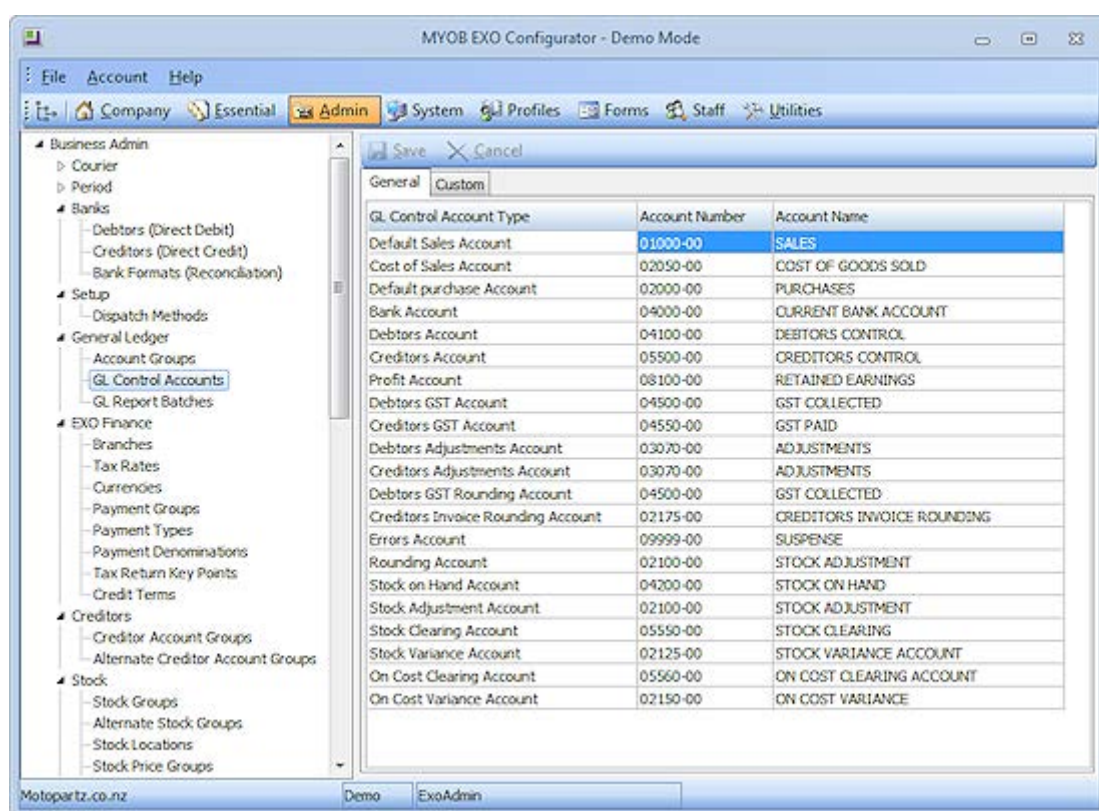 MYOB EXO Configurator - Demo Mode
File Account Help
Company Essential Admin System Profiles Forms Staff Utilities
Business Admin
Courier
Period
Banks
Debtors (Direct Debit)
Creditors (Direct Credit)
Bank Formats (Reconciliation)
Setup
Dispatch Methods
General Ledger
Account Groups
GL Control Accounts
GL Report Batches
EXO Finance
Branches
Tax Rates
Currencies
Payment Groups
Payment Types
Payment Denominations
Tax Return Key Points
Credit Terms
Creditors
Creditor Account Groups
Alternate Creditor Account Groups
Stock
Stock Groups
Alternate Stock Groups
Stock Locations
Stock Price Groups
Save Cancel
General Custom
GL Control Account Type Account Number Account Name
Default Sales Account 01000-00 SALES
Cost of Sales Account 02050-00 COST OF GOODS SOLD
Default purchase Account 02000-00 PURCHASES
Bank Account 04000-00 CURRENT BANK ACCOUNT
Debtors Account 04100-00 DEBTORS CONTROL
Creditors Account 05500-00 CREDITORS CONTROL
Profit Account 08100-00 RETAINED EARNINGS
Debtors GST Account 04500-00 GST COLLECTED
Creditors GST Account 04550-00 GST PAID
Debtors Adjustments Account 03070-00 ADJUSTMENTS
Creditors Adjustments Account 03070-00 ADJUSTMENTS
Debtors GST Rounding Account 04500-00 GST COLLECTED
Creditors Invoice Rounding Account 02175-00 CREDITORS INVOICE ROUNDING
Errors Account 09999-00 SUSPENSE
Rounding Account 02100-00 STOCK ADJUSTMENT
Stock on Hand Account 04200-00 STOCK ON HAND
Stock Adjustment Account 02100-00 STOCK ADJUSTMENT
Stock Clearing Account 05550-00 STOCK CLEARING
Stock Variance Account 02125-00 STOCK VARIANCE ACCOUNT
On Cost Clearing Account 05560-00 ON COST CLEARING ACCOUNT
On Cost Variance Account 02150-00 ON COST VARIANCE
Motopartz.co.nz Demo ExoAdmin